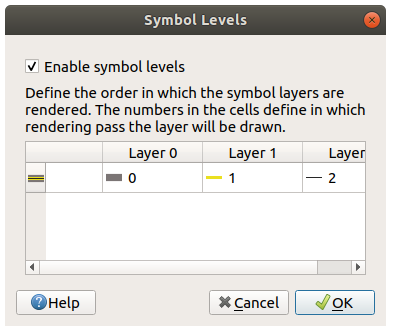 Symbol Levels
Enable symbol levels
Define the order in which the symbol layers are
rendered. The numbers in the cells define in which
rendering pass the layer will be drawn.
Layer 0 Layer 1 Layer
0 1 2
Help Cancel OK